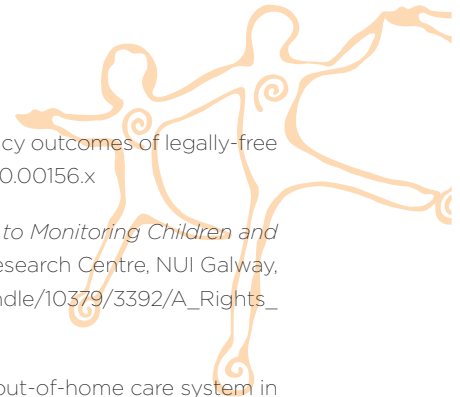 cy outcomes of legally-free
0.00156.x
to Monitoring Children and
esearch Centre, NUI Galway,
ndle/10379/3392/A_Rights_
out-of-home care system in